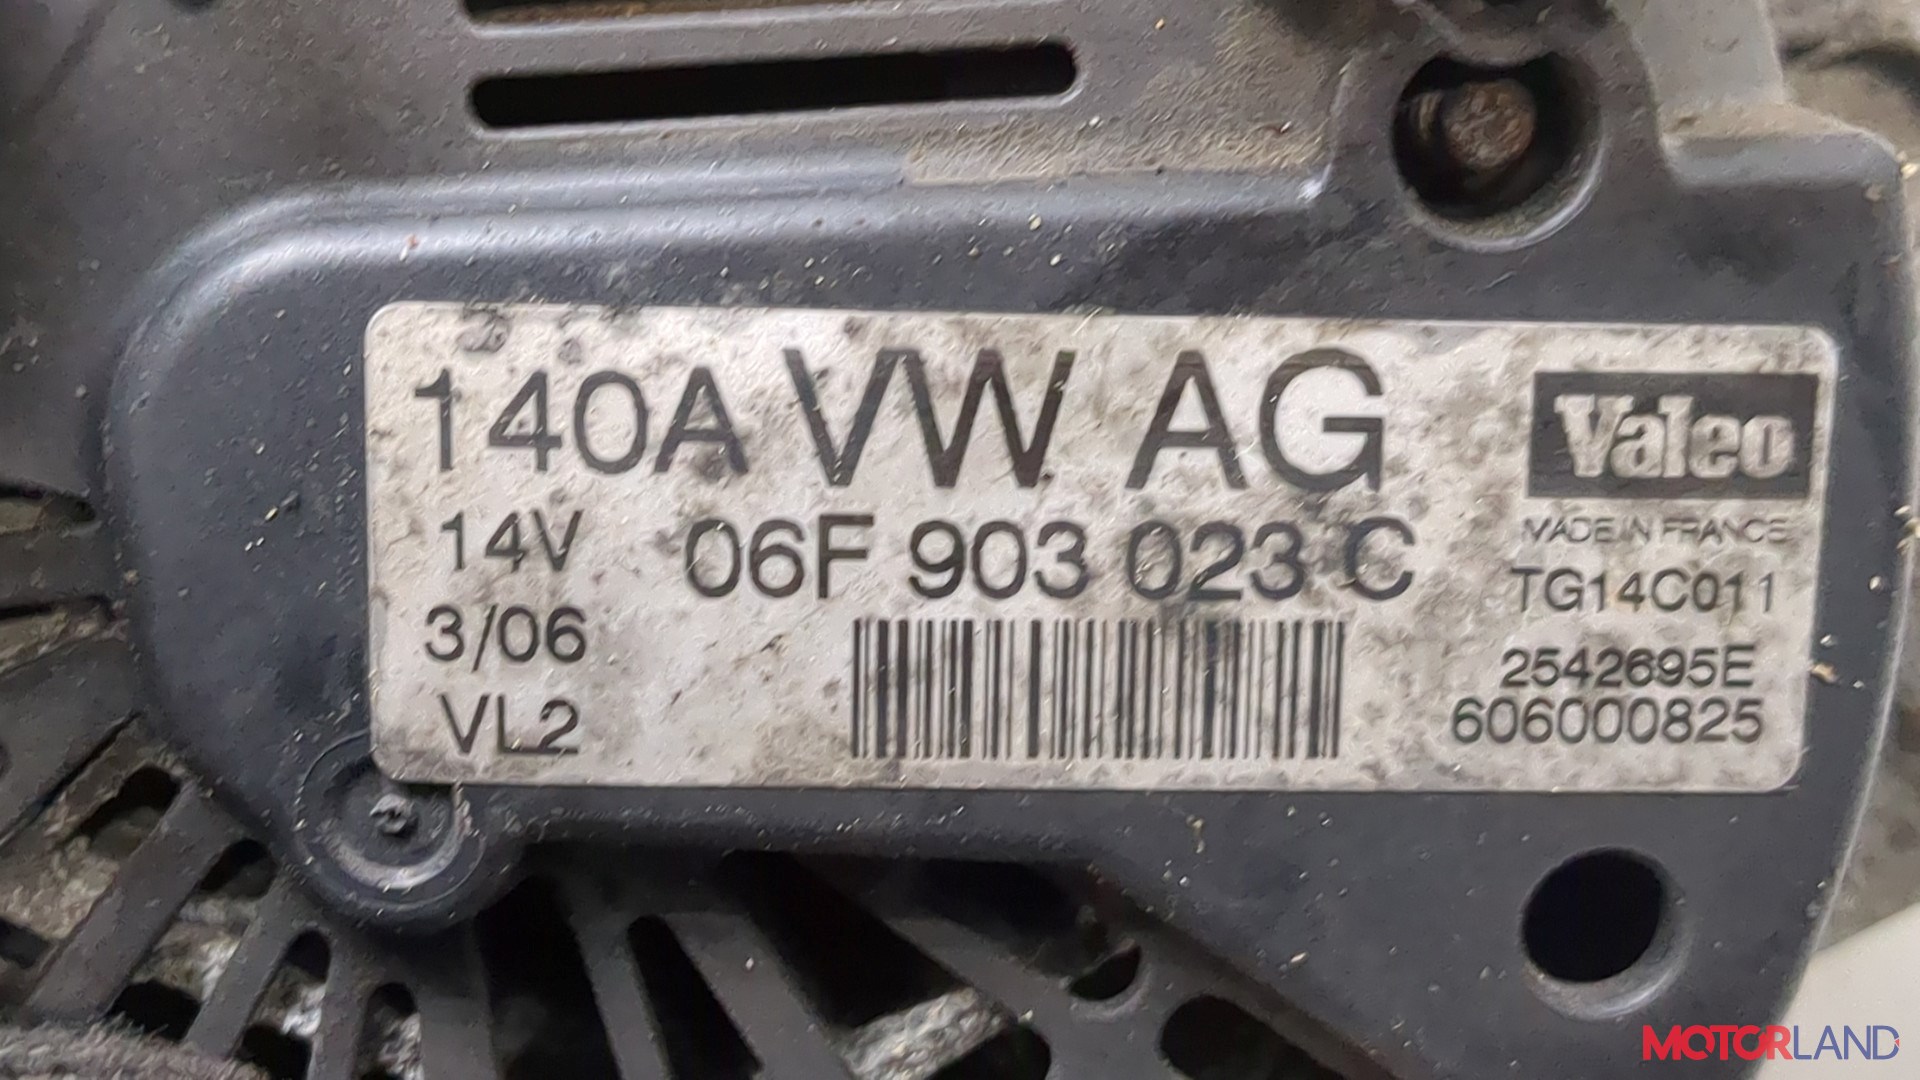 140A VW AG
Valeo
MADE IN FRANCE
14V 06F 903 023 C
TG14C011
3/06
2542695E
VL2
606000825
MOTORLAND